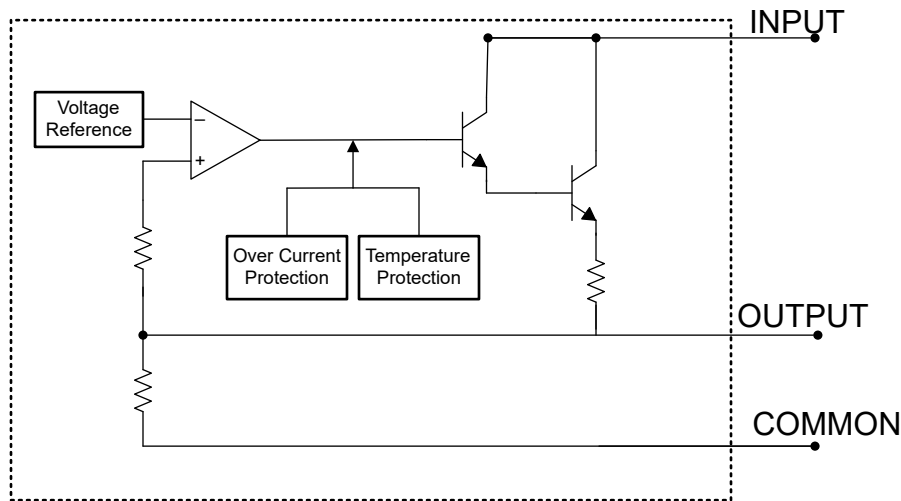 INPUT
Voltage
Reference
−
+
Over Current
Protection
Temperature
Protection
OUTPUT
COMMON